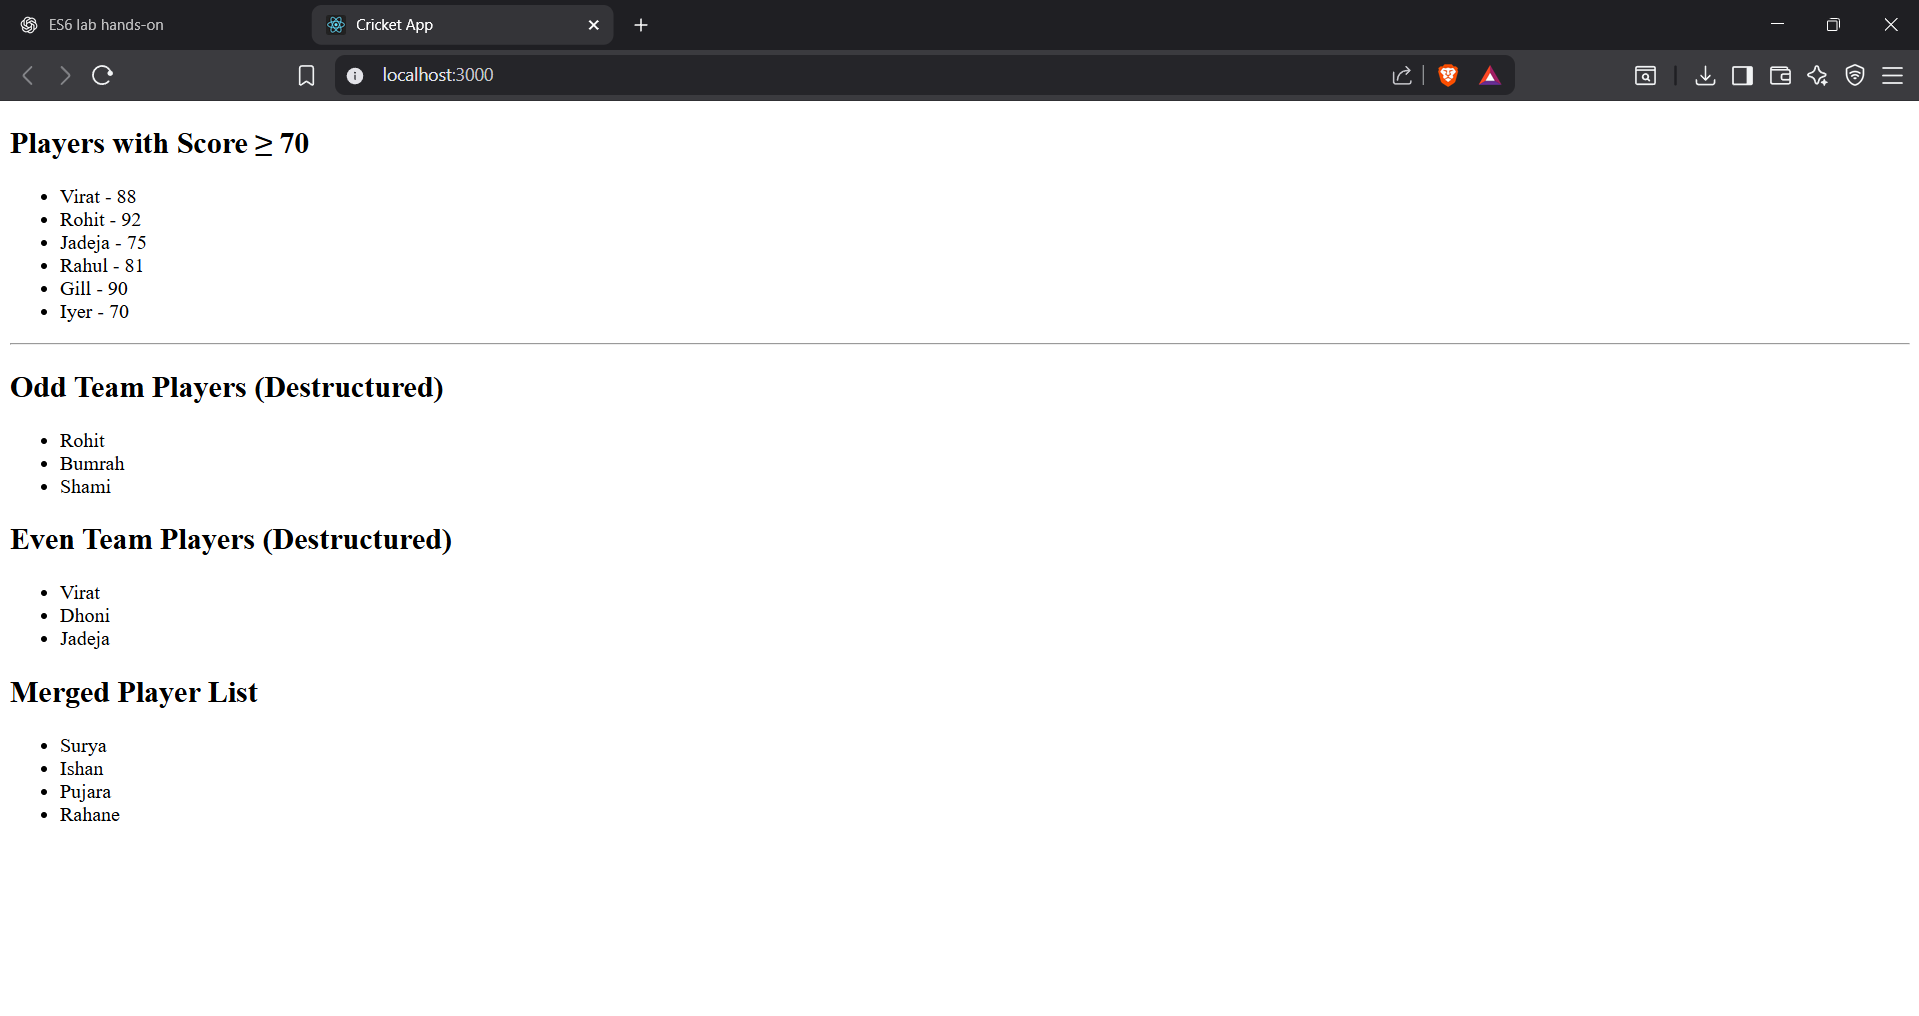 ES6 lab hands-on
Cricket App
localhost:3000
Players with Score ≥ 70
• Virat - 88
• Rohit - 92
• Jadeja - 75
• Rahul - 81
• Gill - 90
• Iyer - 70
Odd Team Players (Destructured)
• Rohit
• Bumrah
• Shami
Even Team Players (Destructured)
• Virat
• Dhoni
• Jadeja
Merged Player List
• Surya
• Ishan
• Pujara
• Rahane